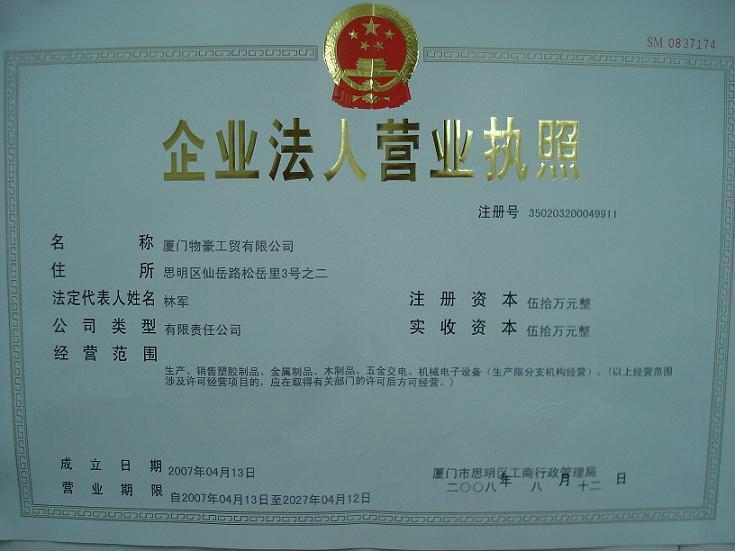 SM 0837174
企业法人营业执照
注册号 350203200049911
名称 厦门物豪工贸有限公司
住所 思明区仙岳路松岳里3号之二
法定代表人姓名 林军
注册资本 伍拾万元整
公司类型 有限责任公司
实收资本 伍拾万元整
经营范围
生产、销售塑胶制品、金属制品、木制品、五金交电、机械电子设备（生产限分支机构经营）。（以上经营范围
涉及许可经营项目的，应在取得有关部门的许可后方可经营。）
成立日期 2007年04月13日
厦门市思明区工商行政管理局
营业期限 自2007年04月13日至2027年04月12日
二〇〇八年八月十二日